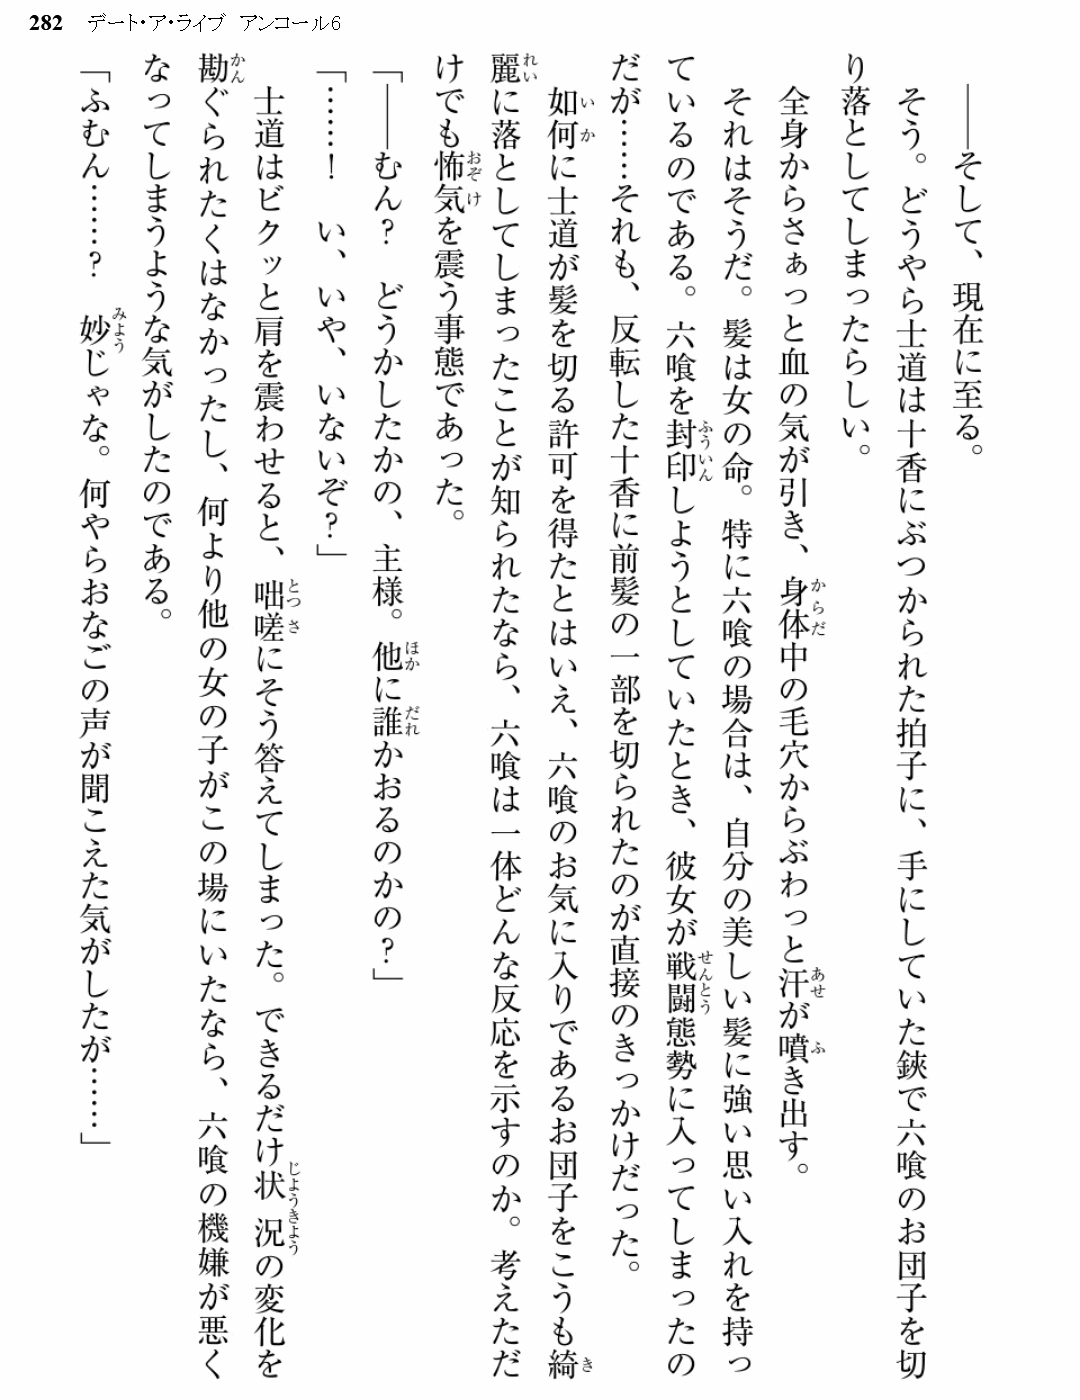 282 デート・ア・ライブ アンコール6
――そして、現在に至る。
そう。どうやら士道は十香にぶつかられた拍子に、手にしていた鋏で六喰のお団子を切
り落としてしまったらしい。
全身からさぁっと血の気が引き、身体中の毛穴からぶわっと汗が噴き出す。
それはそうだ。髪は女の命。特に六喰の場合は、自分の美しい髪に強い思い入れを持っ
ているのである。六喰を封印しようとしていたとき、彼女が戦闘態勢に入ってしまったの
だが……それも、反転した十香に前髪の一部を切られたのが直接のきっかけだった。
如何に士道が髪を切る許可を得たとはいえ、六喰のお気に入りであるお団子をこうも綺
麗に落としてしまったことが知られたなら、六喰は一体どんな反応を示すのか。考えただ
けでも怖気を震う事態であった。
「――むん? どうかしたかの、主様。他に誰かおるのかの?」
「……! い、いや、いないぞ?」
士道はビクッと肩を震わせると、咄嗟にそう答えてしまった。できるだけ状況の変化を
勘ぐられたくはなかったし、何より他の女の子がこの場にいたなら、六喰の機嫌が悪く
なってしまうような気がしたのである。
「ふむん……? 妙じゃな。何やらおなごの声が聞こえた気がしたが……」